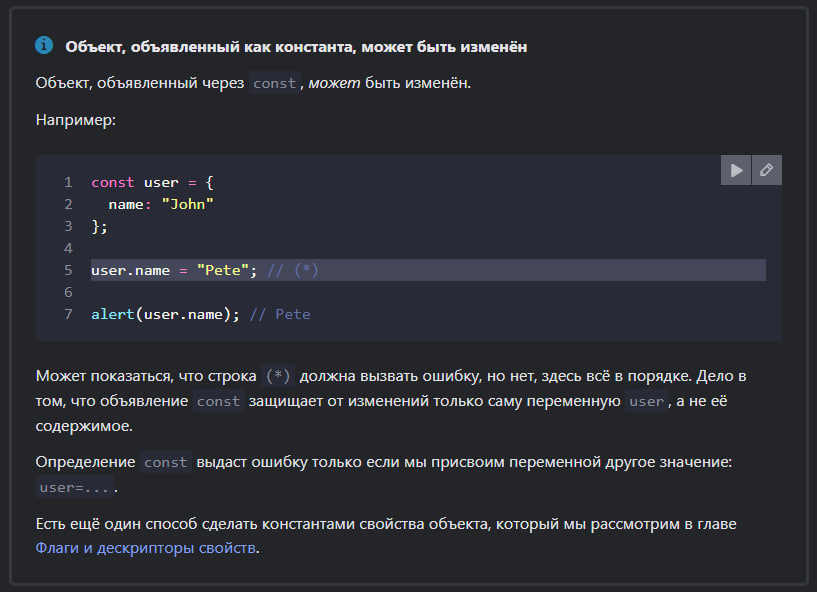 Объект, объявленный как константа, может быть изменён
Объект, объявленный через const, может быть изменён.
Например:
1 const user = {
2   name: "John"
3 };
4
5 user.name = "Pete"; // (*)
6
7 alert(user.name); // Pete
Может показаться, что строка (*) должна вызвать ошибку, но нет, здесь всё в порядке. Дело в
том, что объявление const защищает от изменений только саму переменную user, а не её
содержимое.
Определение const выдаст ошибку только если мы присвоим переменной другое значение:
user=....
Есть ещё один способ сделать константами свойства объекта, который мы рассмотрим в главе
Флаги и дескрипторы свойств.